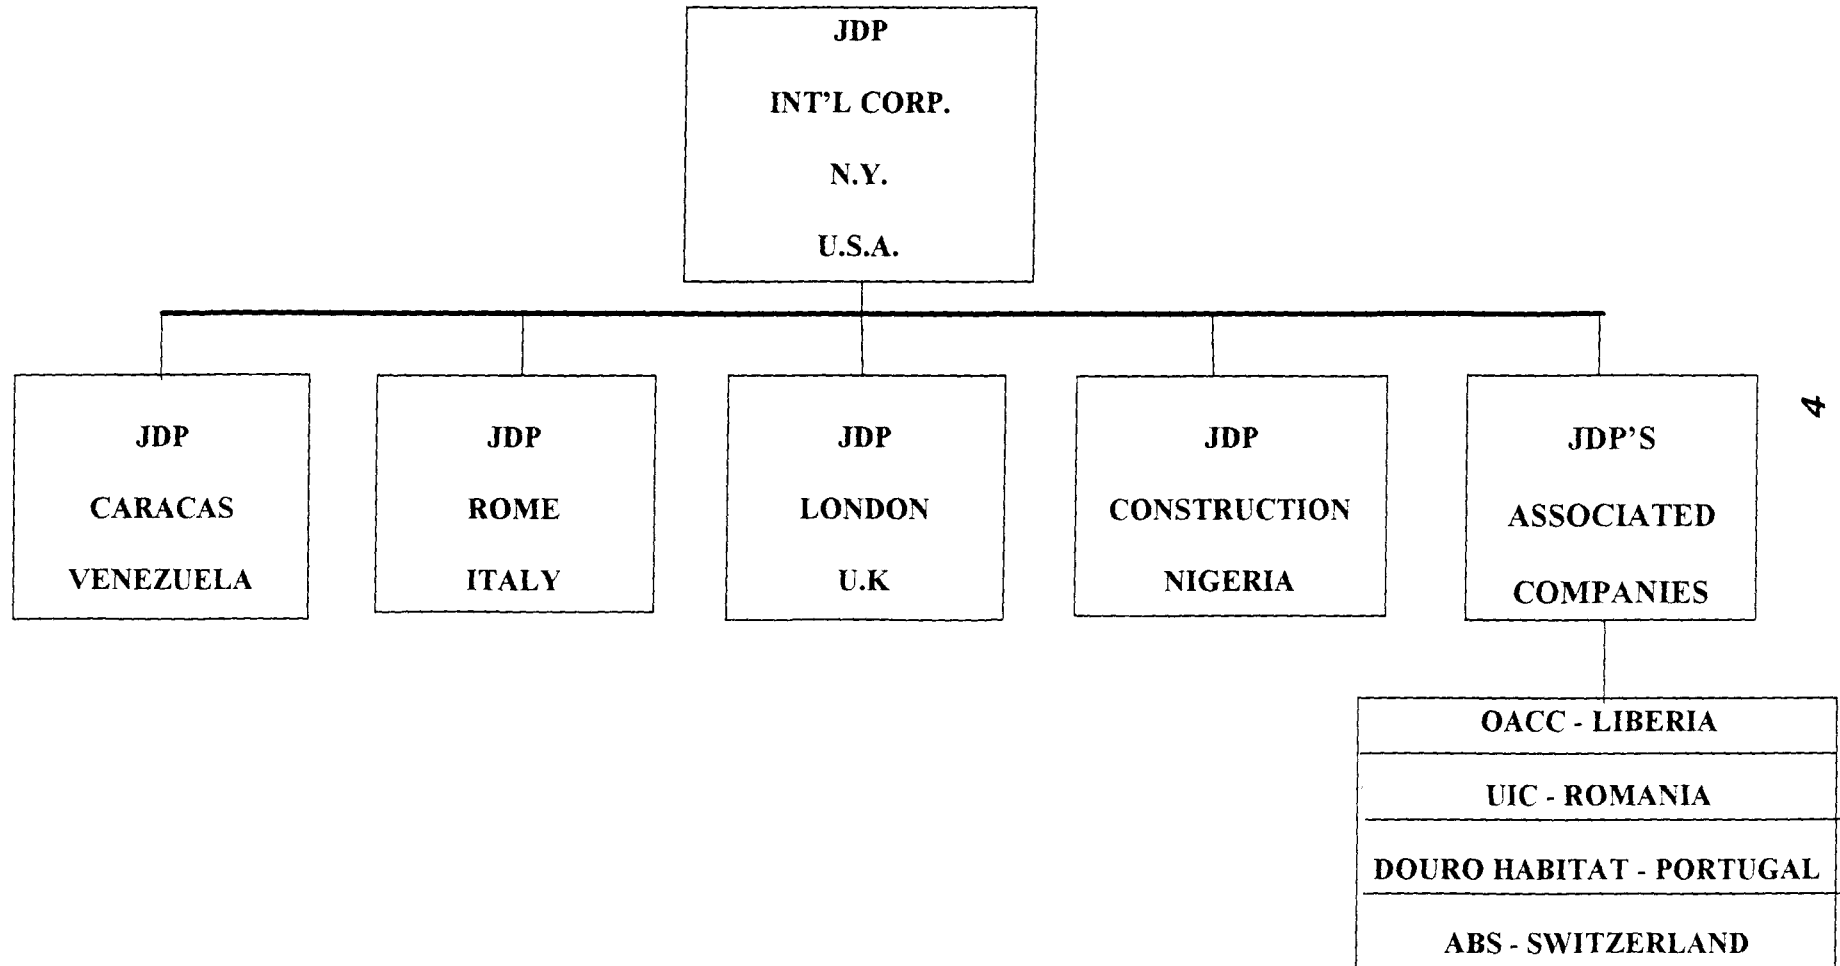 JDP
INT'L CORP.
N.Y.
U.S.A.
JDP
CARACAS
VENEZUELA
JDP
ROME
ITALY
JDP
LONDON
U.K
JDP
CONSTRUCTION
NIGERIA
JDP'S
ASSOCIATED
COMPANIES
4
OACC - LIBERIA
UIC - ROMANIA
DOURO HABITAT - PORTUGAL
ABS - SWITZERLAND